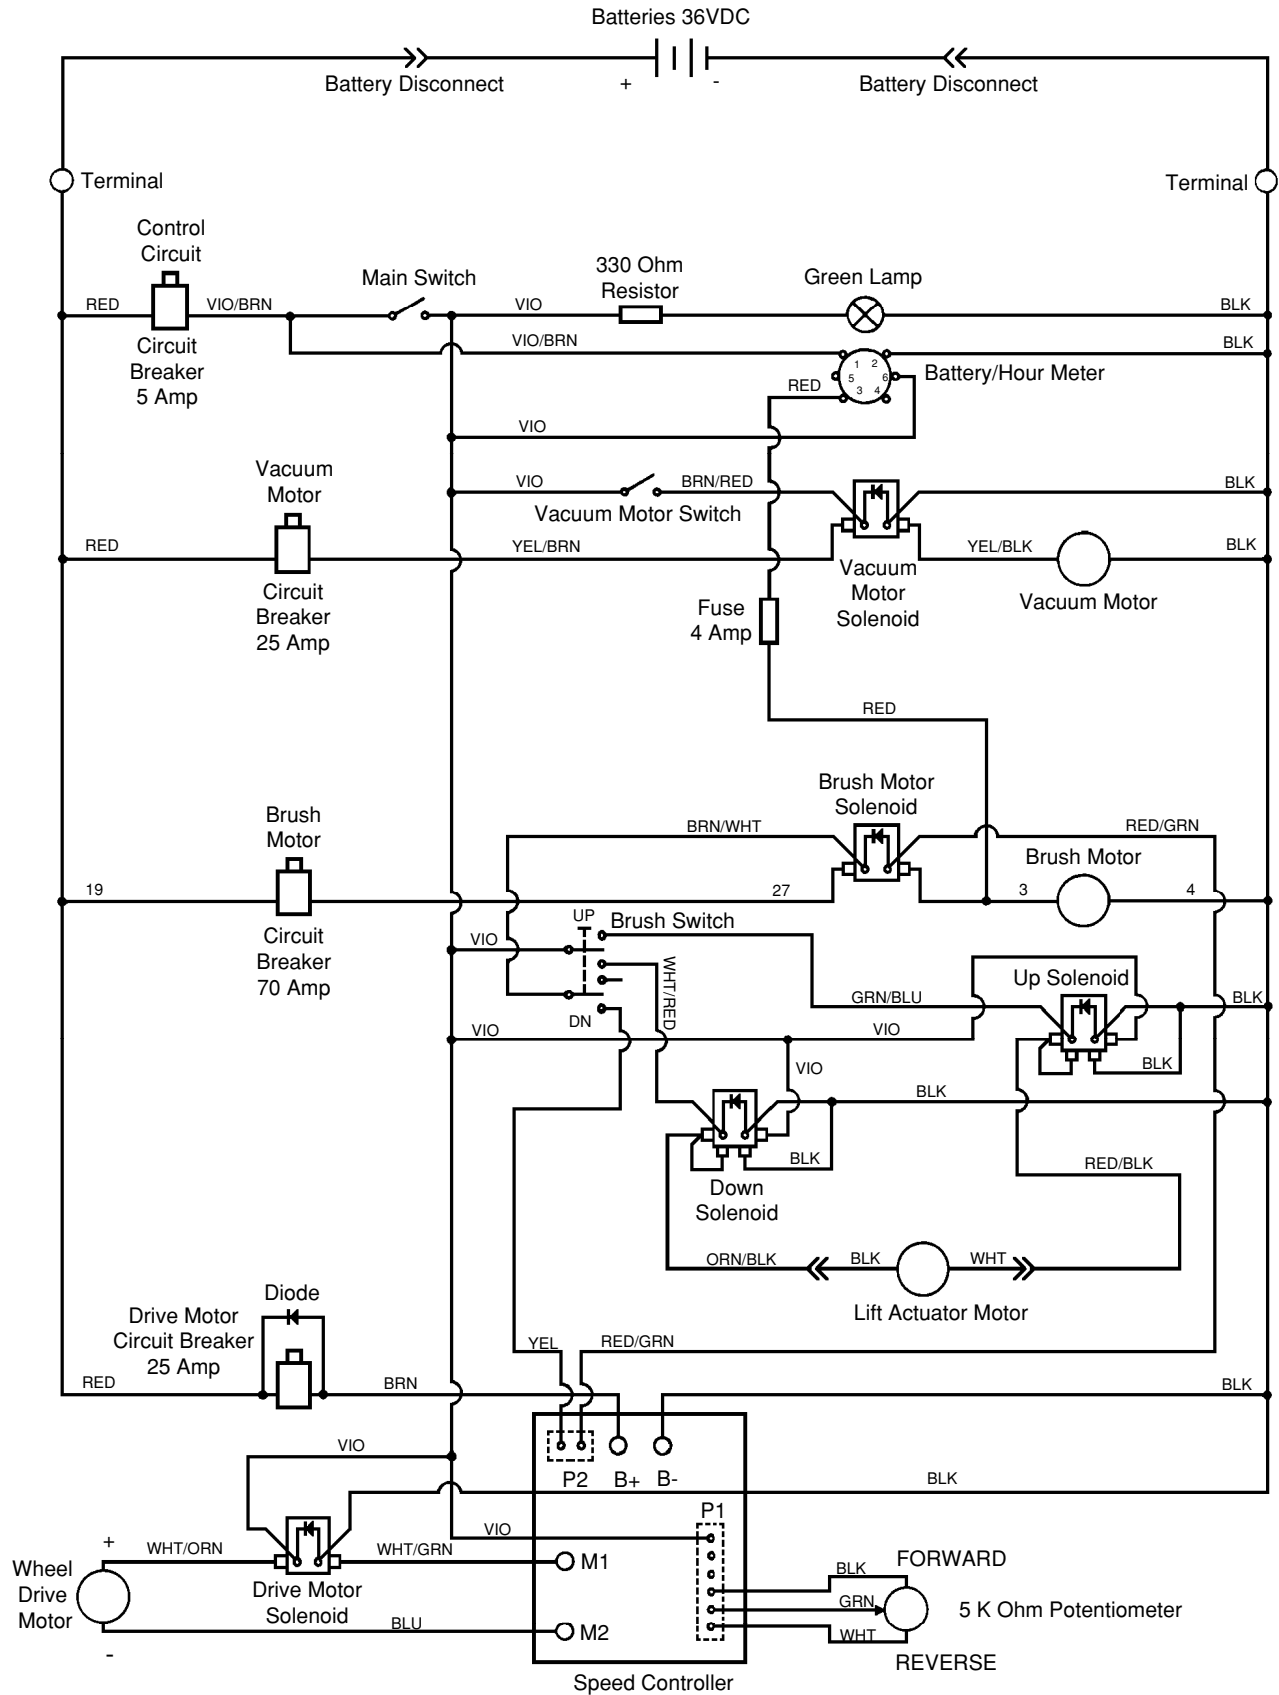 Batteries 36VDC
Battery Disconnect
+
-
Battery Disconnect
Terminal
Terminal
Control
Circuit
RED
VIO/BRN
Circuit
Breaker
5 Amp
Main Switch
VIO
330 Ohm
Resistor
Green Lamp
BLK
VIO/BRN
BLK
1
2
5
6
3
4
Battery/Hour Meter
RED
VIO
Vacuum
Motor
VIO
BRN/RED
Vacuum Motor Switch
BLK
RED
YEL/BRN
YEL/BLK
BLK
Circuit
Breaker
25 Amp
Vacuum
Motor
Solenoid
Vacuum Motor
Fuse
4 Amp
RED
Brush Motor
Solenoid
Brush
Motor
BRN/WHT
RED/GRN
Brush Motor
19
27
3
4
Circuit
Breaker
70 Amp
UP
Brush Switch
VIO
WHT/RED
DN
Up Solenoid
GRN/BLU
BLK
VIO
VIO
VIO
BLK
BLK
BLK
RED/BLK
Down
Solenoid
ORN/BLK
BLK
WHT
Lift Actuator Motor
Diode
Drive Motor
Circuit Breaker
25 Amp
YEL
RED/GRN
RED
BRN
BLK
VIO
P2
B+
B-
BLK
P1
VIO
+
WHT/ORN
WHT/GRN
M1
Wheel
Drive
Motor
Drive Motor
Solenoid
BLU
M2
-
FORWARD
BLK
GRN
WHT
5 K Ohm Potentiometer
REVERSE
Speed Controller